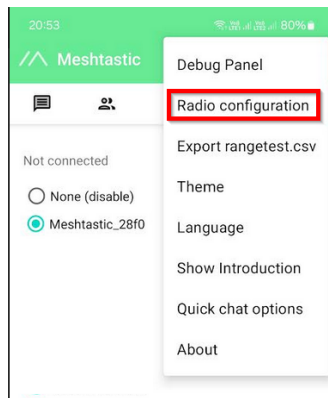 20:53
80%
Meshtastic
Not connected
None (disable)
Meshtastic_28f0
Debug Panel
Radio configuration
Export rangetest.csv
Theme
Language
Show Introduction
Quick chat options
About